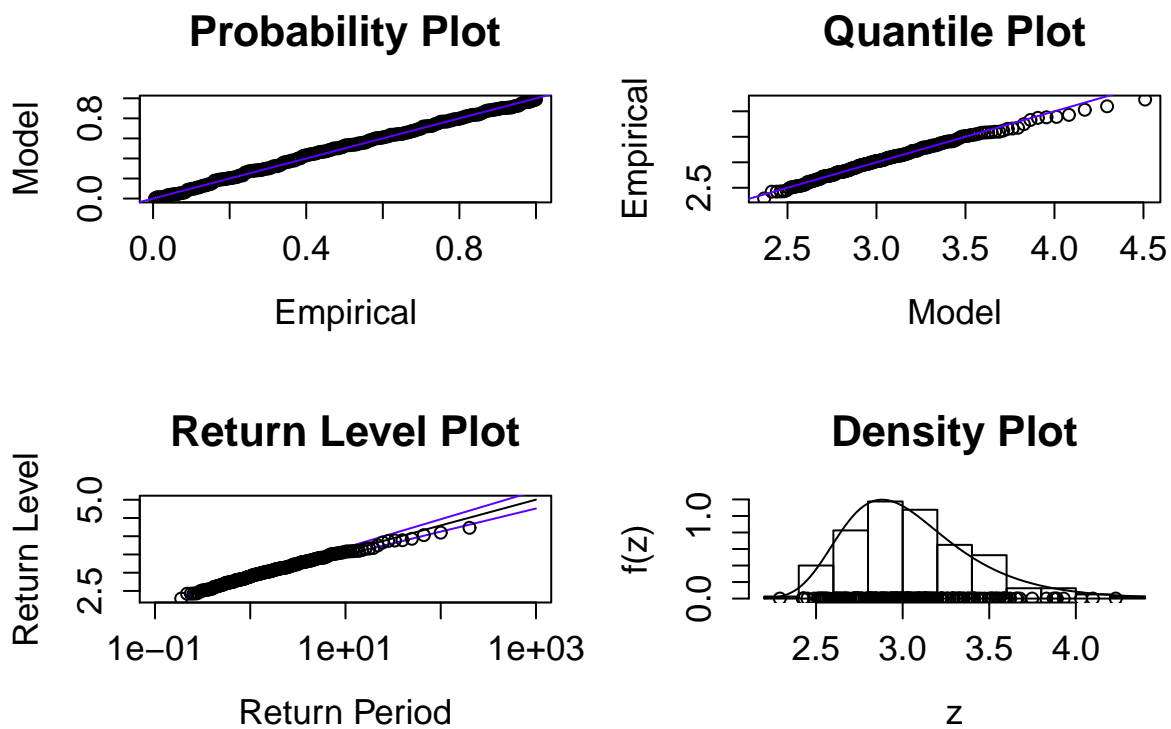 Probability Plot
Model
0.0 0.8
0.0 0.4 0.8
Empirical
Quantile Plot
Empirical
2.5
2.5 3.0 3.5 4.0 4.5
Model
Return Level Plot
Return Level
2.5 5.0
1e−01 1e+01 1e+03
Return Period
Density Plot
f(z)
0.0 1.0
2.5 3.0 3.5 4.0
z